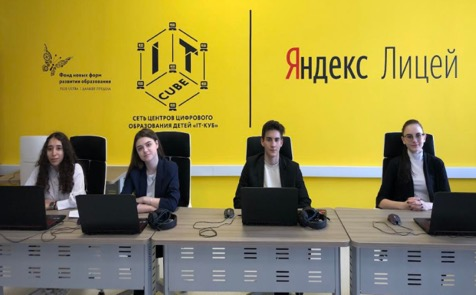 Фонд новых форм
развития образования
IT
CUBE
СЕТЬ ЦЕНТРОВ ЦИФРОВОГО
ОБРАЗОВАНИЯ ДЕТЕЙ «IT-КУБ»
Яндекс Лицей